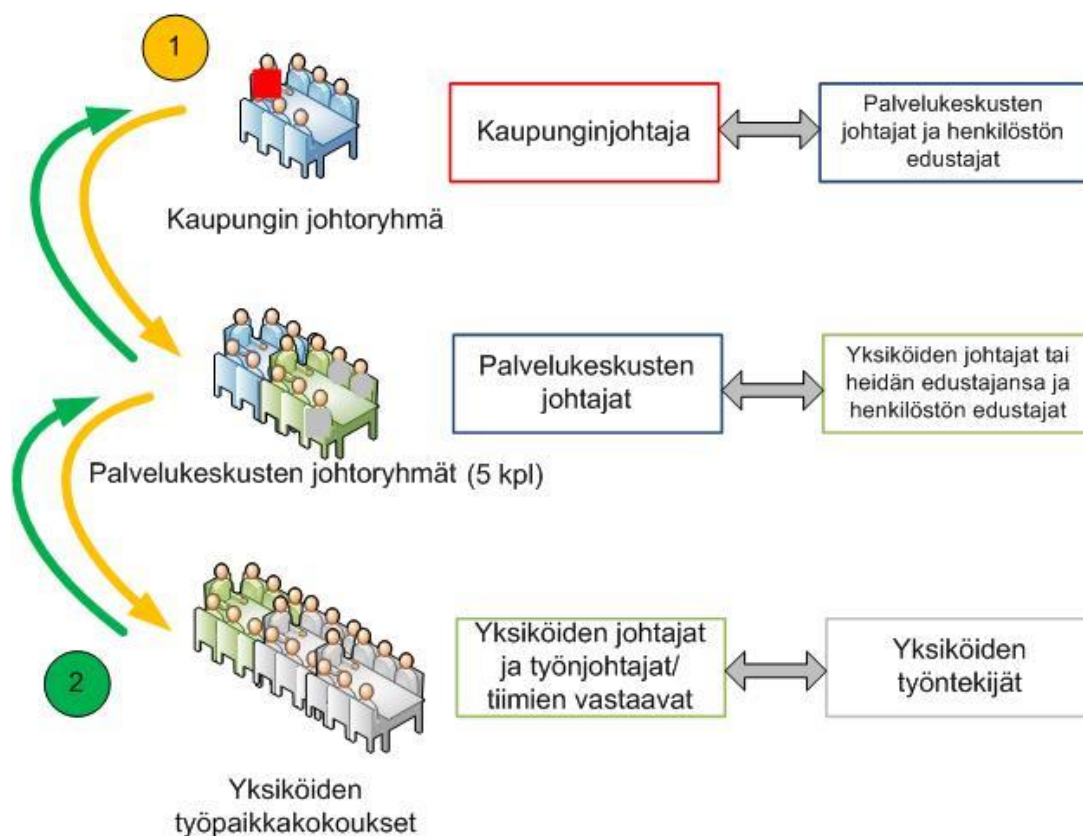 1
Kaupunginjohtaja
Palvelukeskusten
johtajat ja henkilöstön
edustajat
Kaupungin johtoryhmä
Palvelukeskusten
johtajat
Yksiköiden johtajat tai
heidän edustajansa ja
henkilöstön edustajat
Palvelukeskusten johtoryhmät (5 kpl)
2
Yksiköiden johtajat
ja työnjohtajat/
tiimien vastaavat
Yksiköiden
työntekijät
Yksiköiden
työpaikkakokoukset